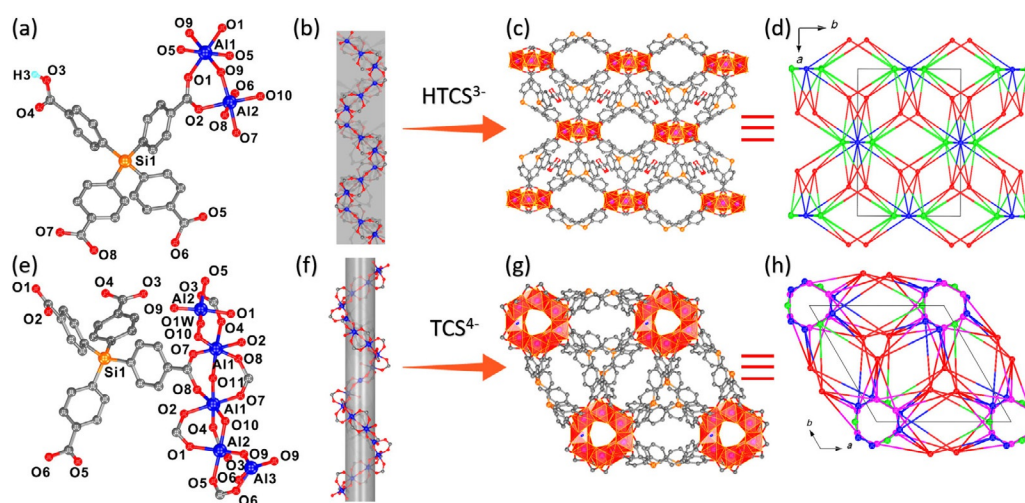 (a)
O9
O1
O5
Al1
O5
O1
O9
O6
O10
Al2
O2
O8
O7
H3
O3
O4
Si1
O5
O7
O8
O6
(b)
HTCS3-
(c)
(d)
b
a
(e)
O1
O2
O4
O3
Si1
O6
O5
O5
O3
Al2
O9
O1
O1W
O10
O4
O7
O2
O8
Al1
O8
O11
O7
O2
Al1
O4
O10
Al2
O1
O9
O3
O9
O6
Al3
O5
O6
(f)
TCS4-
(g)
(h)
b
a